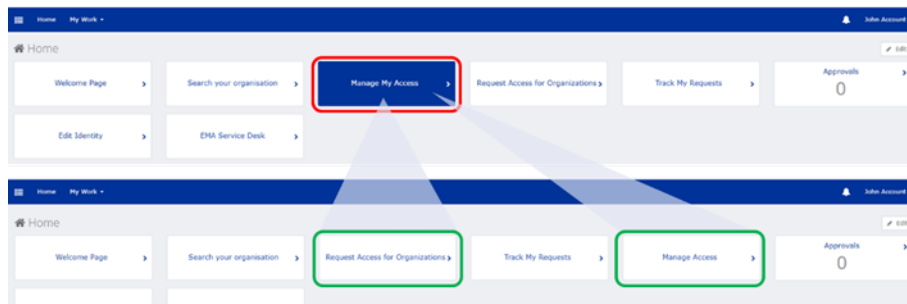 Home My Work
John Account
Home
Edit
Welcome Page
Search your organisation
Manage My Access
Request Access for Organizations
Track My Requests
Approvals
0
Edit Identity
EMA Service Desk
Home My Work
John Account
Home
Edit
Welcome Page
Search your organisation
Request Access for Organizations
Track My Requests
Manage Access
Approvals
0